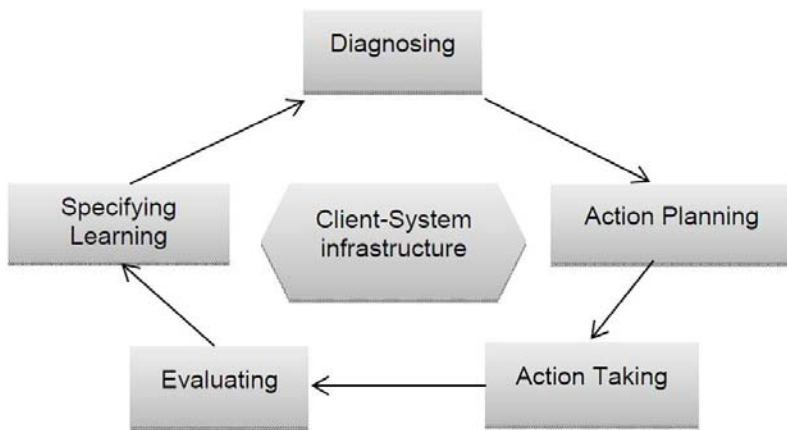 Diagnosing
Specifying
Learning
Client-System
infrastructure
Action Planning
Evaluating
Action Taking